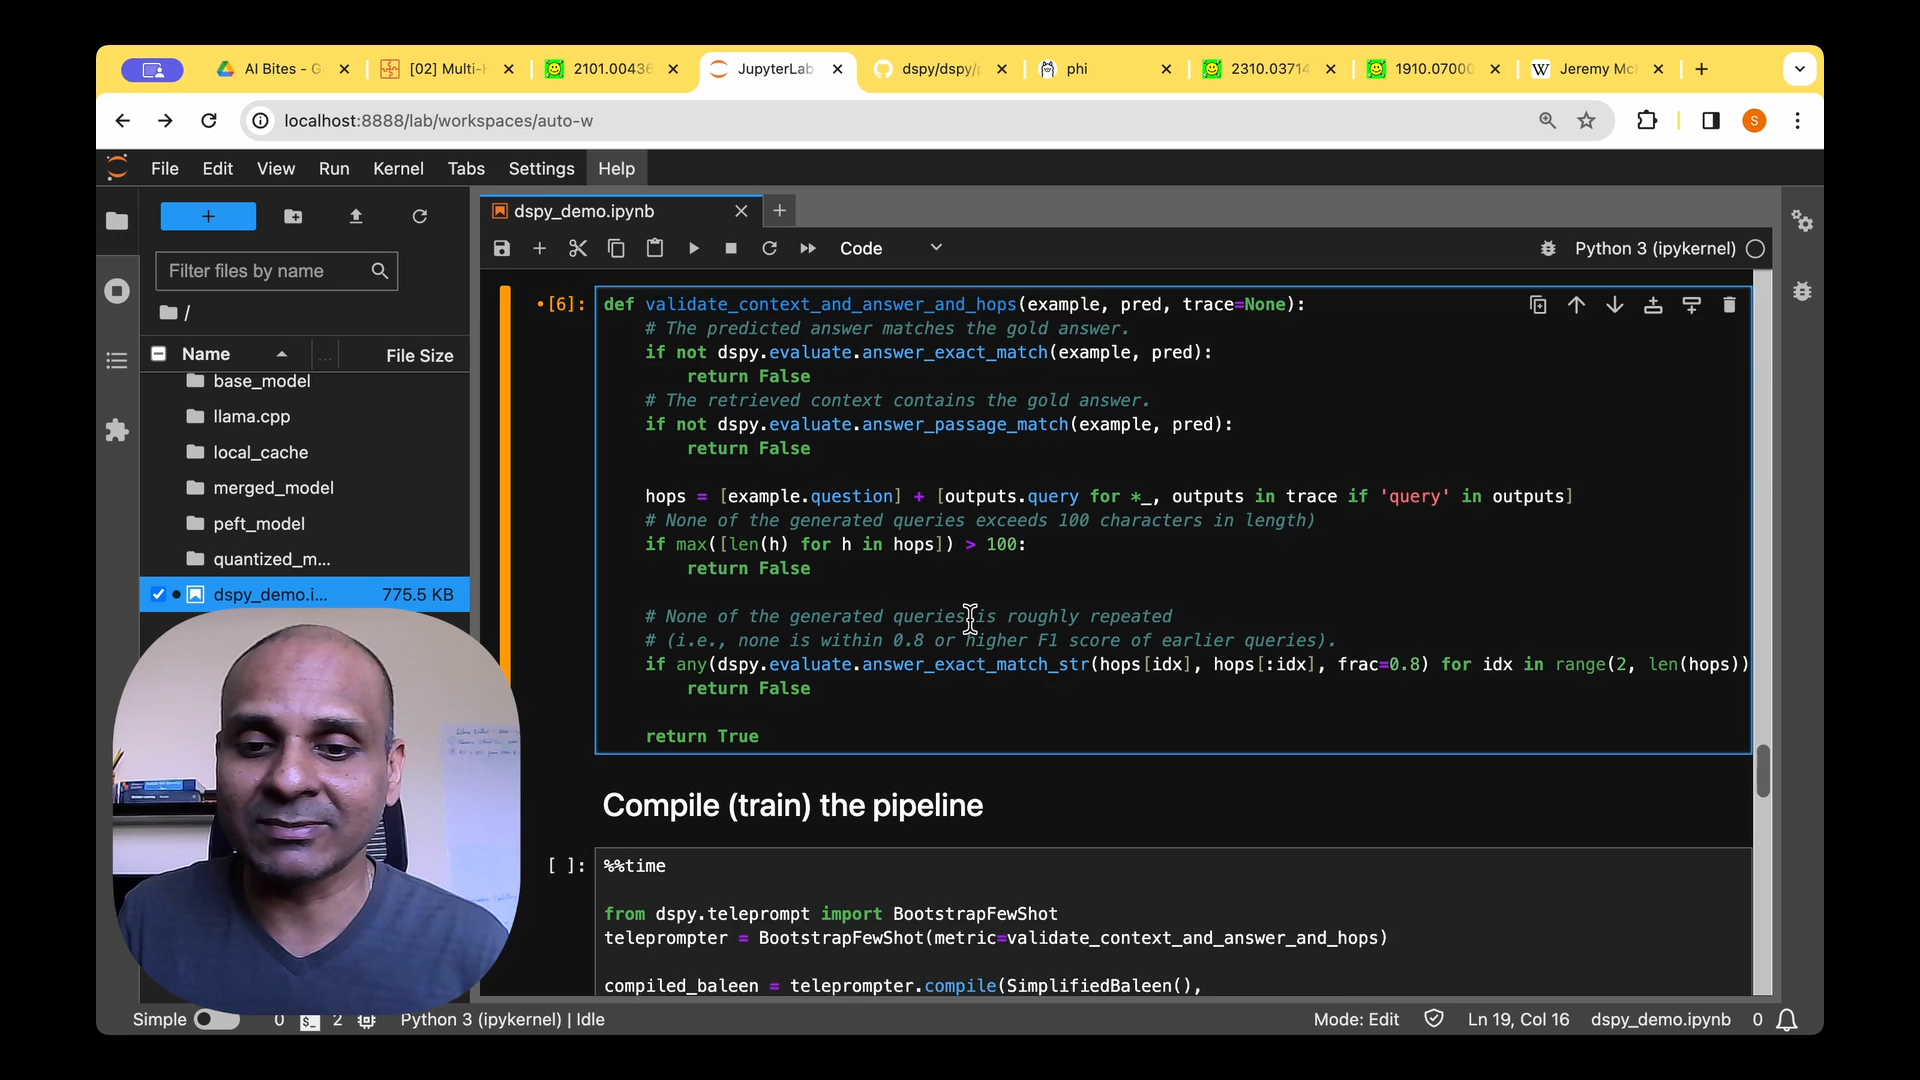 AI Bites - G
[02] Multi-H
2101.00436
JupyterLab
dspy/dspy/p
phi
2310.03714
1910.07000
Jeremy Mc
localhost:8888/lab/workspaces/auto-w
S
File Edit View Run Kernel Tabs Settings Help
dspy_demo.ipynb
Code
Python 3 (ipykernel)
Filter files by name
/
Name
...
File Size
base_model
llama.cpp
local_cache
merged_model
peft_model
quantized_m...
dspy_demo.i... 775.5 KB
•[6]:
def validate_context_and_answer_and_hops(example, pred, trace=None):
    # The predicted answer matches the gold answer.
    if not dspy.evaluate.answer_exact_match(example, pred):
        return False
    # The retrieved context contains the gold answer.
    if not dspy.evaluate.answer_passage_match(example, pred):
        return False
    hops = [example.question] + [outputs.query for *_, outputs in trace if 'query' in outputs]
    # None of the generated queries exceeds 100 characters in length)
    if max([len(h) for h in hops]) > 100:
        return False
    # None of the generated queries is roughly repeated
    # (i.e., none is within 0.8 or higher F1 score of earlier queries).
    if any(dspy.evaluate.answer_exact_match_str(hops[idx], hops[:idx], frac=0.8) for idx in range(2, len(hops))
        return False
    return True
Compile (train) the pipeline
[ ]:
%%time
from dspy.teleprompt import BootstrapFewShot
teleprompter = BootstrapFewShot(metric=validate_context_and_answer_and_hops)
compiled_baleen = teleprompter.compile(SimplifiedBaleen(),
Simple 0 $_ 2 Python 3 (ipykernel) | Idle
Mode: Edit Ln 19, Col 16 dspy_demo.ipynb 0